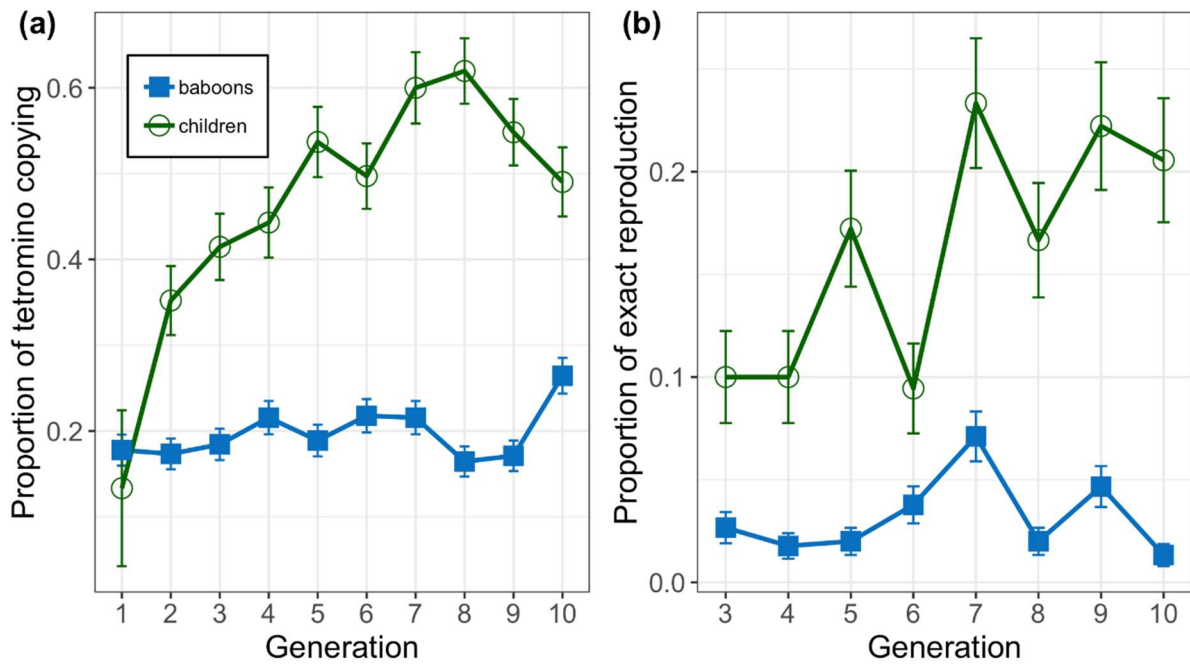 (a)
Proportion of tetromino copying
0.6
0.4
0.2
baboons
children
1 2 3 4 5 6 7 8 9 10
Generation
(b)
Proportion of exact reproduction
0.2
0.1
0.0
3 4 5 6 7 8 9 10
Generation